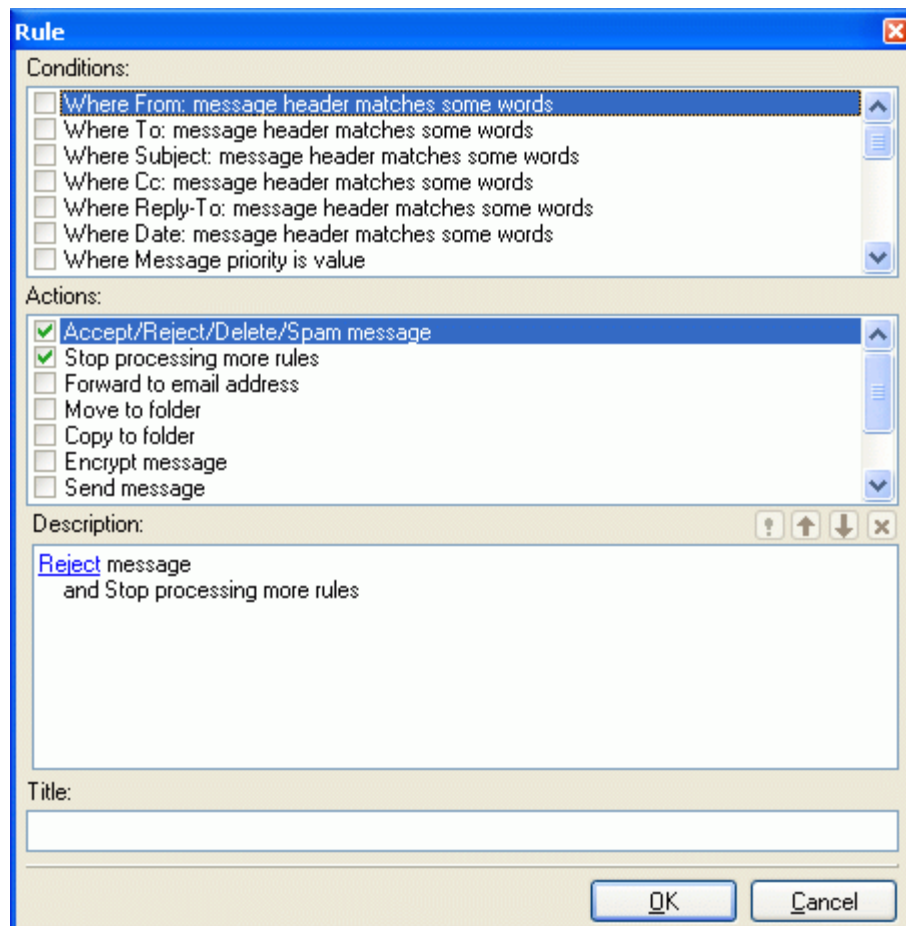 Rule
Conditions:
Where From: message header matches some words
Where To: message header matches some words
Where Subject: message header matches some words
Where Cc: message header matches some words
Where Reply-To: message header matches some words
Where Date: message header matches some words
Where Message priority is value
Actions:
Accept/Reject/Delete/Spam message
Stop processing more rules
Forward to email address
Move to folder
Copy to folder
Encrypt message
Send message
Description:
Reject message
and Stop processing more rules
Title:
OK Cancel